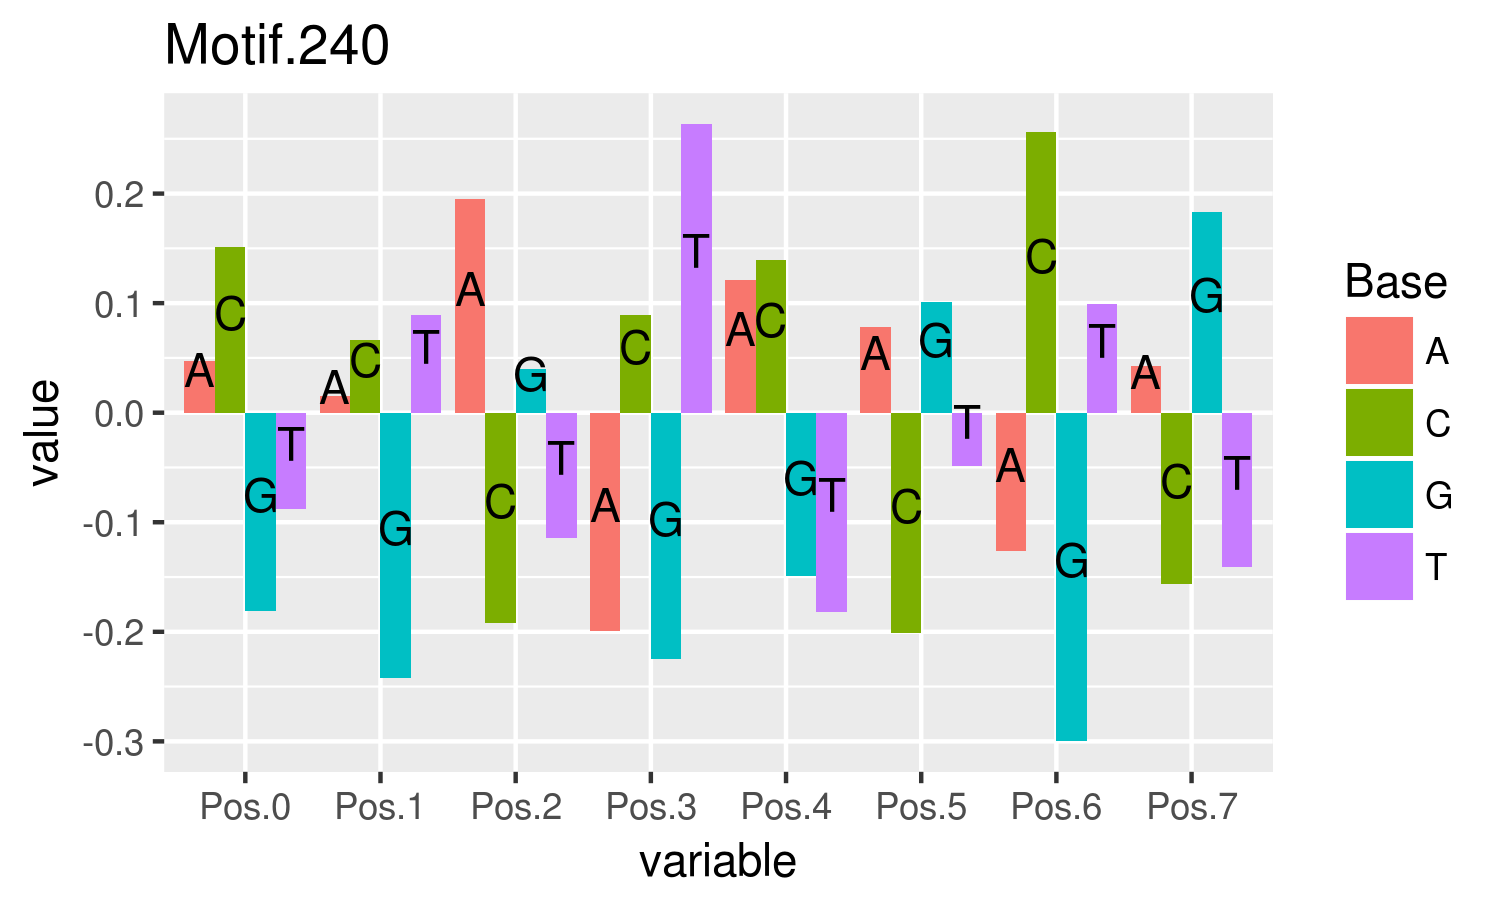 Motif.240
value
0.2
0.1
0.0
-0.1
-0.2
-0.3
A C G T
A C G T
A C G T
A C G T
A C G T
A C G T
A C G T
A C G T
Pos.0 Pos.1 Pos.2 Pos.3 Pos.4 Pos.5 Pos.6 Pos.7
variable
Base
A
C
G
T